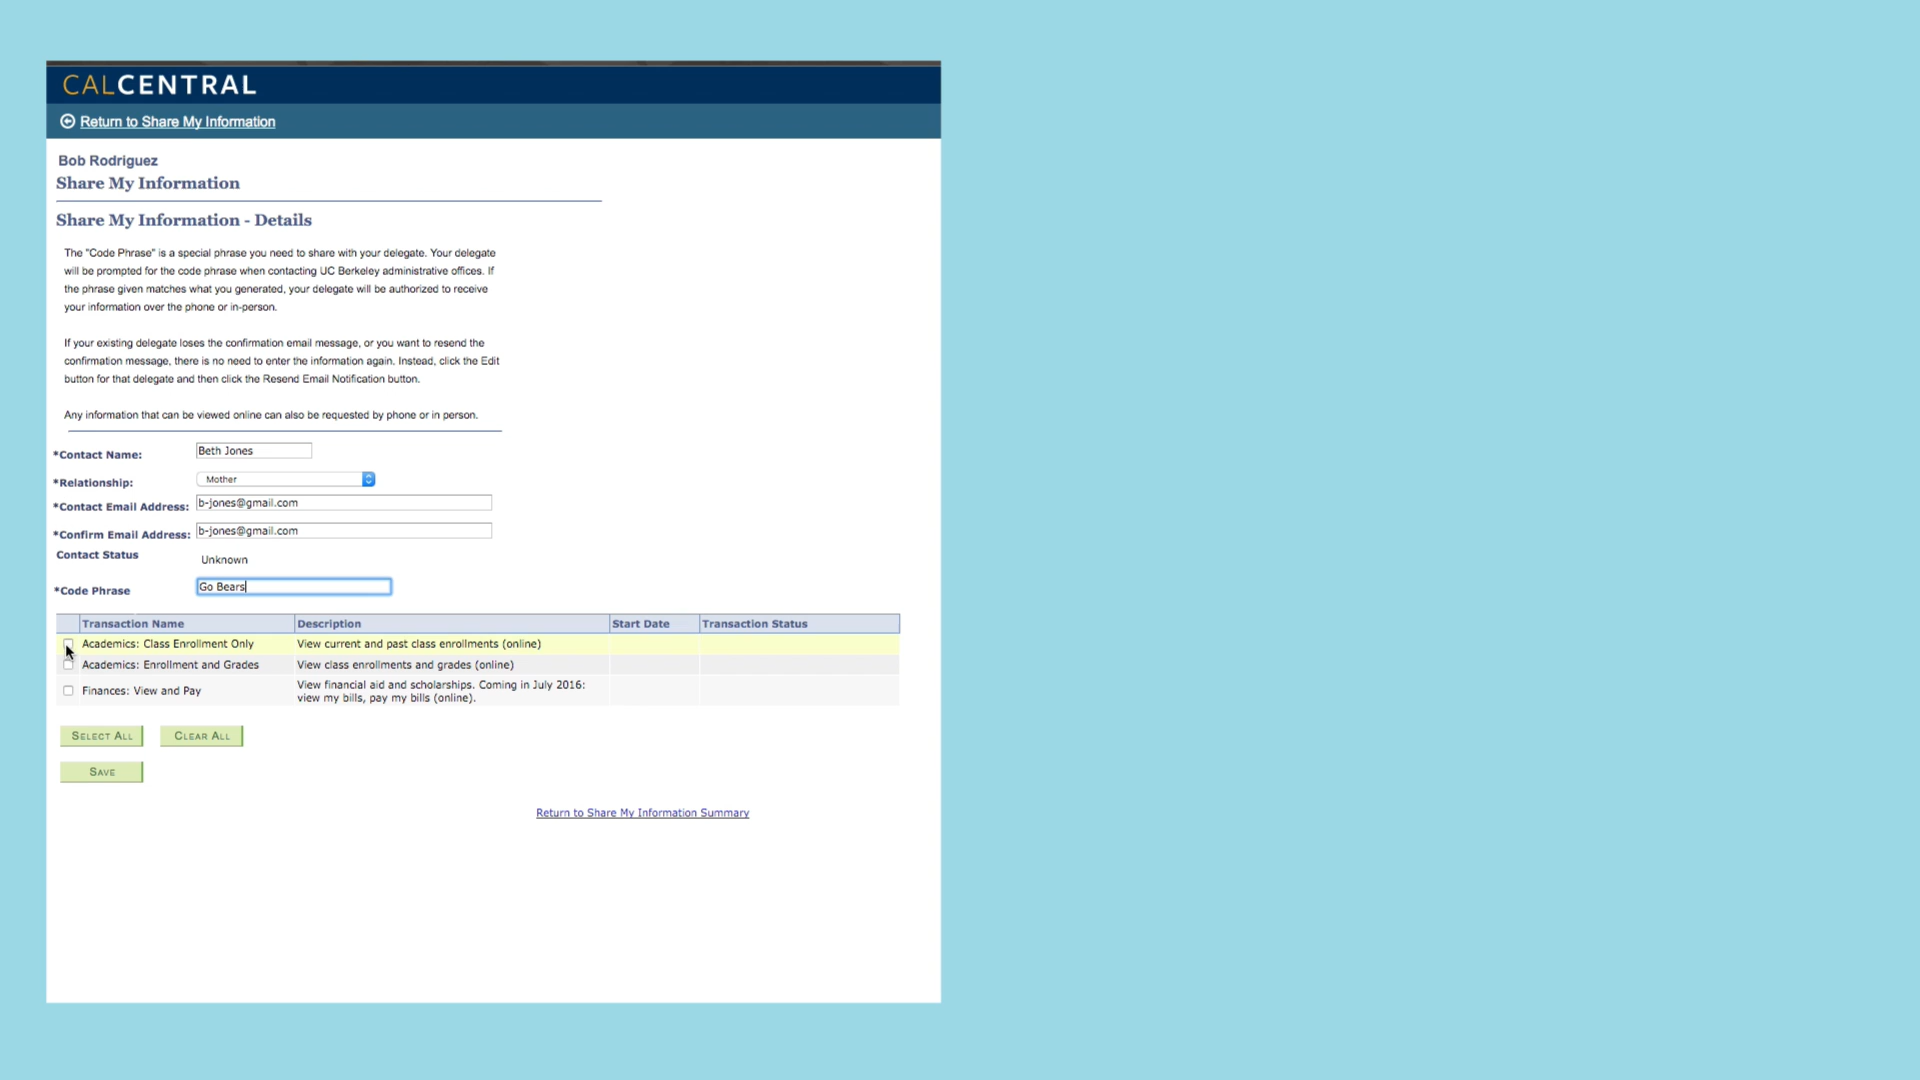 CALCENTRAL
Return to Share My Information
Bob Rodriguez
Share My Information
Share My Information - Details
The "Code Phrase" is a special phrase you need to share with your delegate. Your delegate
will be prompted for the code phrase when contacting UC Berkeley administrative offices. If
the phrase given matches what you generated, your delegate will be authorized to receive
your information over the phone or in-person.
If your existing delegate loses the confirmation email message, or you want to resend the
confirmation message, there is no need to enter the information again. Instead, click the Edit
button for that delegate and then click the Resend Email Notification button.
Any information that can be viewed online can also be requested by phone or in person.
*Contact Name: Beth Jones
*Relationship: Mother
*Contact Email Address: b-jones@gmail.com
*Confirm Email Address: b-jones@gmail.com
Contact Status Unknown
*Code Phrase Go Bears
Transaction Name Description Start Date Transaction Status
Academics: Class Enrollment Only View current and past class enrollments (online)
Academics: Enrollment and Grades View class enrollments and grades (online)
Finances: View and Pay View financial aid and scholarships. Coming in July 2016:
view my bills, pay my bills (online).
SELECT ALL CLEAR ALL
SAVE
Return to Share My Information Summary